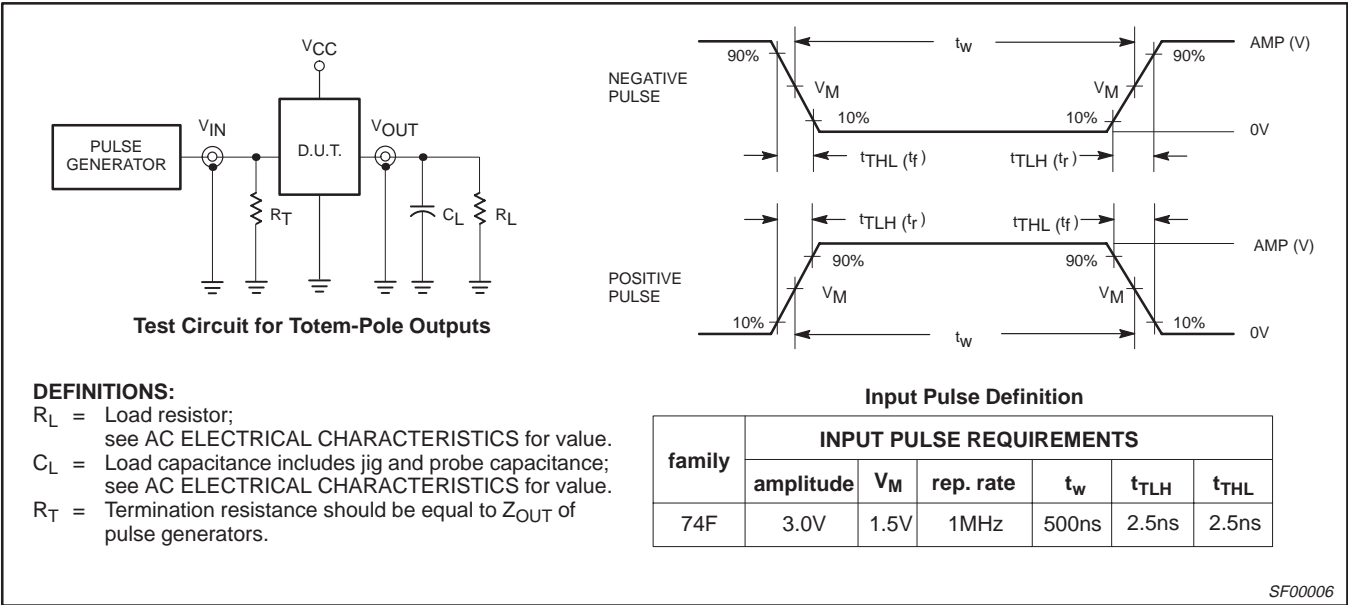 VCC
PULSE
GENERATOR
VIN
D.U.T.
VOUT
RT
CL
RL
Test Circuit for Totem-Pole Outputs
NEGATIVE
PULSE
90%
tw
90%
AMP (V)
VM
VM
10%
10%
0V
tTHL (tf)
tTLH (tr)
tTLH (tr)
tTHL (tf)
AMP (V)
POSITIVE
PULSE
90%
90%
VM
VM
10%
10%
tw
0V
DEFINITIONS:
RL = Load resistor;
see AC ELECTRICAL CHARACTERISTICS for value.
CL = Load capacitance includes jig and probe capacitance;
see AC ELECTRICAL CHARACTERISTICS for value.
RT = Termination resistance should be equal to ZOUT of
pulse generators.
Input Pulse Definition
family INPUT PULSE REQUIREMENTS
amplitude VM rep. rate tw tTLH tTHL
74F 3.0V 1.5V 1MHz 500ns 2.5ns 2.5ns
SF00006